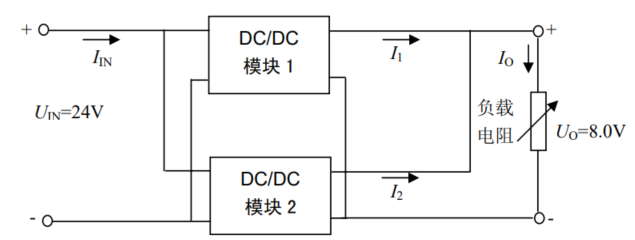 +
I_IN
U_IN=24V
-
DC/DC
模块 1
I_1
DC/DC
模块 2
I_2
+
I_O
负载
电阻
U_O=8.0V
-